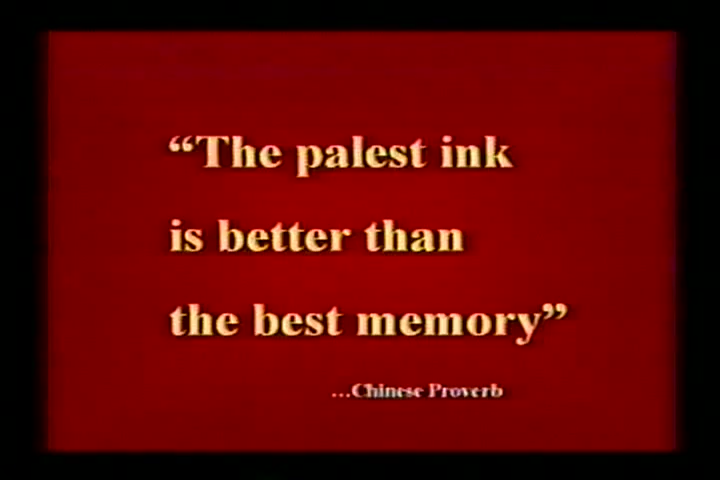 “The palest ink
is better than
the best memory”
...Chinese Proverb